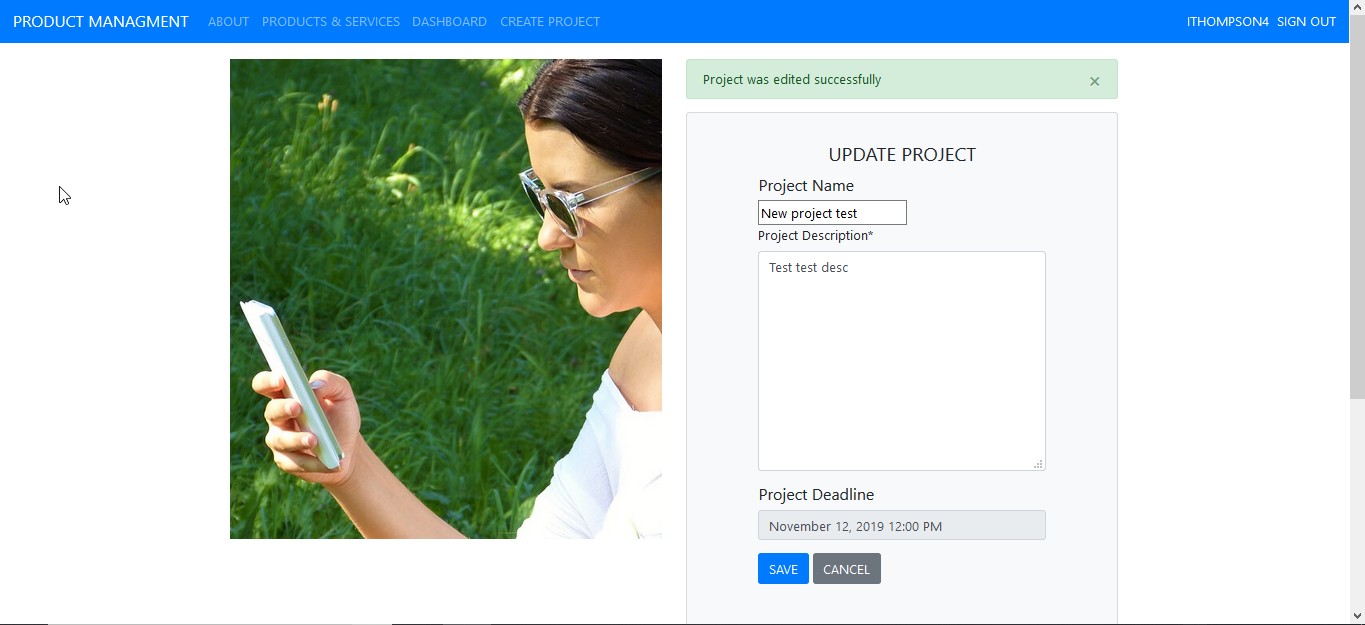 PRODUCT MANAGMENT ABOUT PRODUCTS & SERVICES DASHBOARD CREATE PROJECT ITHOMPSON4 SIGN OUT
Project was edited successfully ×
UPDATE PROJECT
Project Name
New project test
Project Description*
Test test desc
Project Deadline
November 12, 2019 12:00 PM
SAVE CANCEL